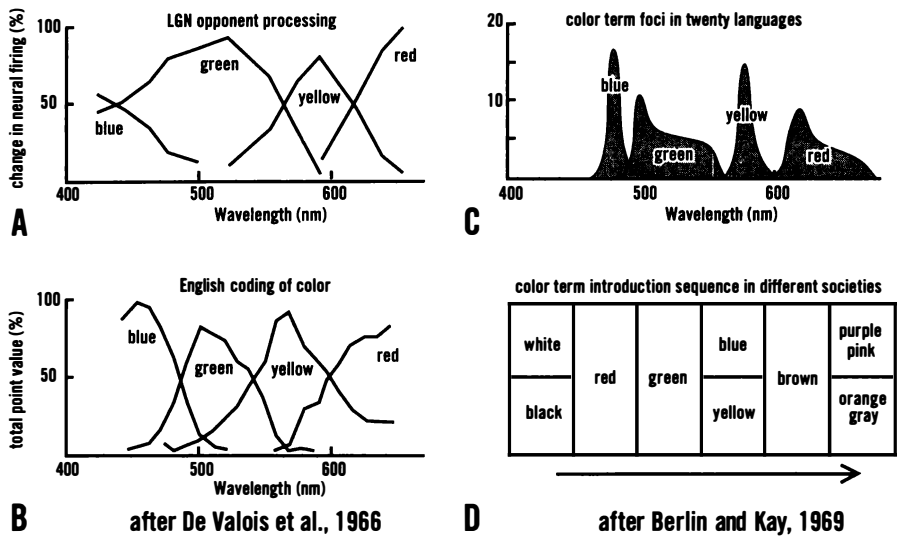 LGN opponent processing
change in neural firing (%)
100
50
blue
green
yellow
red
400
500
600
Wavelength (nm)
A
color term foci in twenty languages
20
10
blue
green
yellow
red
400
500
600
Wavelength (nm)
C
English coding of color
total point value (%)
100
50
blue
green
yellow
red
400
500
600
Wavelength (nm)
B
after De Valois et al., 1966
color term introduction sequence in different societies
white
black
red
green
blue
yellow
brown
purple
pink
orange
gray
D
after Berlin and Kay, 1969